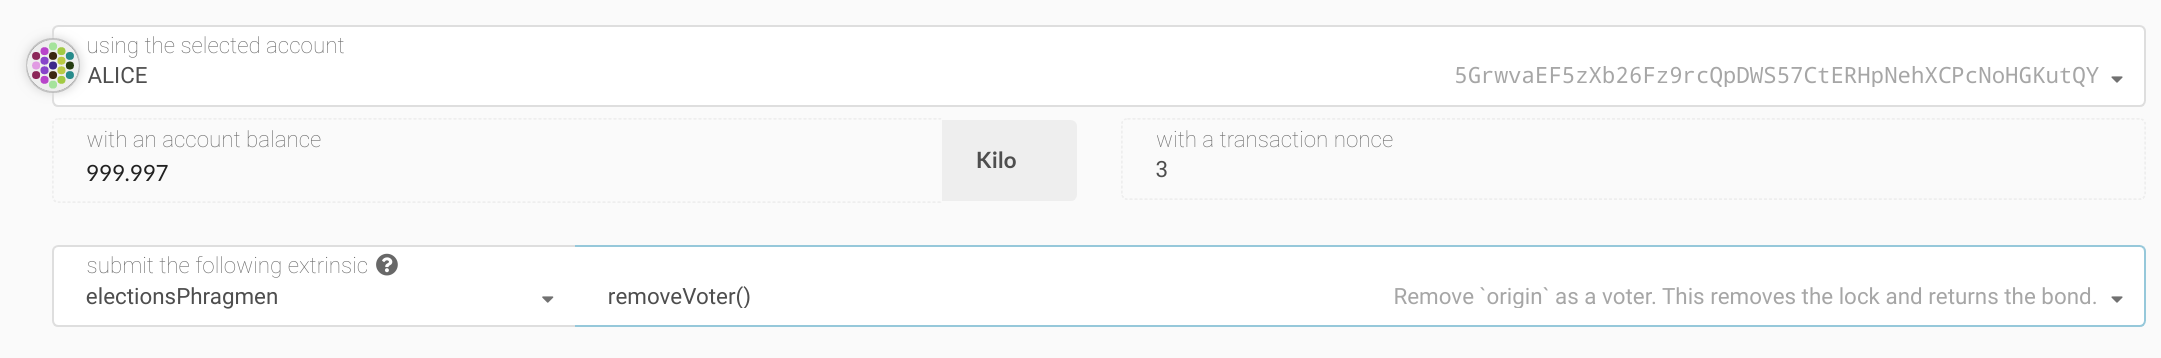 using the selected account
ALICE
5GrwvaEF5zXb26Fz9rcQpDWS57CtERHpNehXCPcNoHGKutQY
with an account balance
999.997
Kilo
with a transaction nonce
3
submit the following extrinsic ?
electionsPhragmen
removeVoter()
Remove `origin` as a voter. This removes the lock and returns the bond.